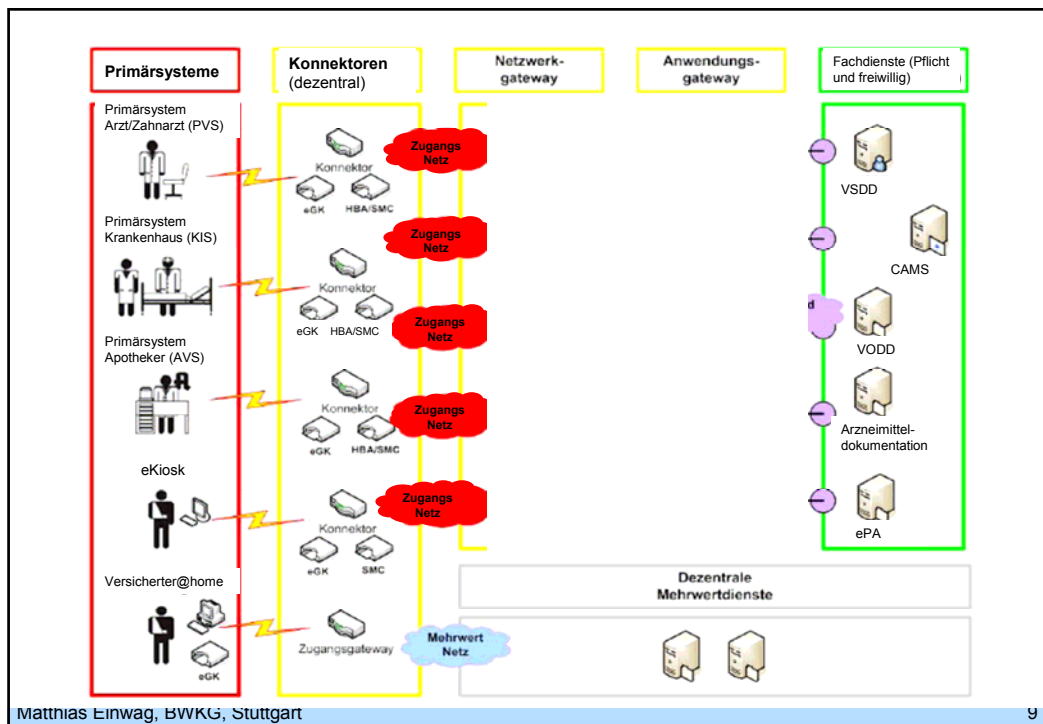 Primärsysteme
Konnektoren
(dezentral)
Netzwerk-
gateway
Anwendungs-
gateway
Fachdienste (Pflicht
und freiwillig)
Primärsystem
Arzt/Zahnarzt (PVS)
Konnektor
eGK HBA/SMC
Zugangs
Netz
VSDD
Primärsystem
Krankenhaus (KIS)
Konnektor
eGK HBA/SMC
Zugangs
Netz
CAMS
Zugangs
Netz
d
VODD
Primärsystem
Apotheker (AVS)
Konnektor
eGK HBA/SMC
Zugangs
Netz
Arzneimittel-
dokumentation
eKiosk
Konnektor
eGK SMC
Zugangs
Netz
ePA
Dezentrale
Mehrwertdienste
Versicherter@home
eGK
Zugangsgateway
Mehrwert
Netz
Matthias Einwag, BWKG, Stuttgart 9